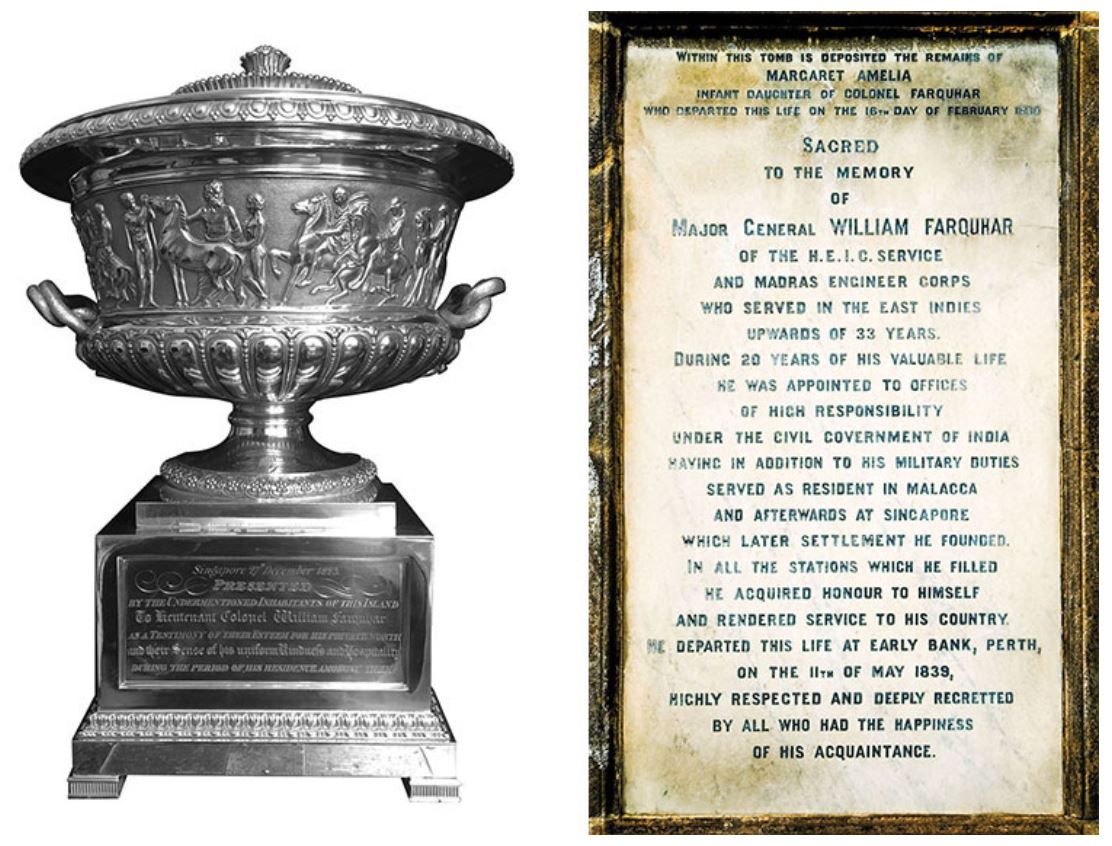 Singapore 27th December 1823.
PRESENTED
BY THE UNDERMENTIONED INHABITANTS OF THIS ISLAND
To Lieutenant Colonel William Farquhar
AS A TESTIMONY OF THEIR ESTEEM FOR HIS PRIVATE WORTH
and their Sense of his uniform Kindness and Hospitality
DURING THE PERIOD OF HIS RESIDENCE AMONGST THEM
WITHIN THIS TOMB IS DEPOSITED THE REMAINS OF
MARGARET AMELIA
INFANT DAUGHTER OF COLONEL FARQUHAR
WHO DEPARTED THIS LIFE ON THE 16TH DAY OF FEBRUARY
SACRED
TO THE MEMORY
OF
MAJOR GENERAL WILLIAM FARQUHAR
OF THE H.E.I.C. SERVICE
AND MADRAS ENGINEER CORPS
WHO SERVED IN THE EAST INDIES
UPWARDS OF 33 YEARS.
DURING 20 YEARS OF HIS VALUABLE LIFE
HE WAS APPOINTED TO OFFICES
OF HIGH RESPONSIBILITY
UNDER THE CIVIL GOVERNMENT OF INDIA
HAVING IN ADDITION TO HIS MILITARY DUTIES
SERVED AS RESIDENT IN MALACCA
AND AFTERWARDS AT SINGAPORE
WHICH LATER SETTLEMENT HE FOUNDED.
IN ALL THE STATIONS WHICH HE FILLED
HE ACQUIRED HONOUR TO HIMSELF
AND RENDERED SERVICE TO HIS COUNTRY.
HE DEPARTED THIS LIFE AT EARLY BANK, PERTH,
ON THE 11TH OF MAY 1839,
HIGHLY RESPECTED AND DEEPLY REGRETTED
BY ALL WHO HAD THE HAPPINESS
OF HIS ACQUAINTANCE.